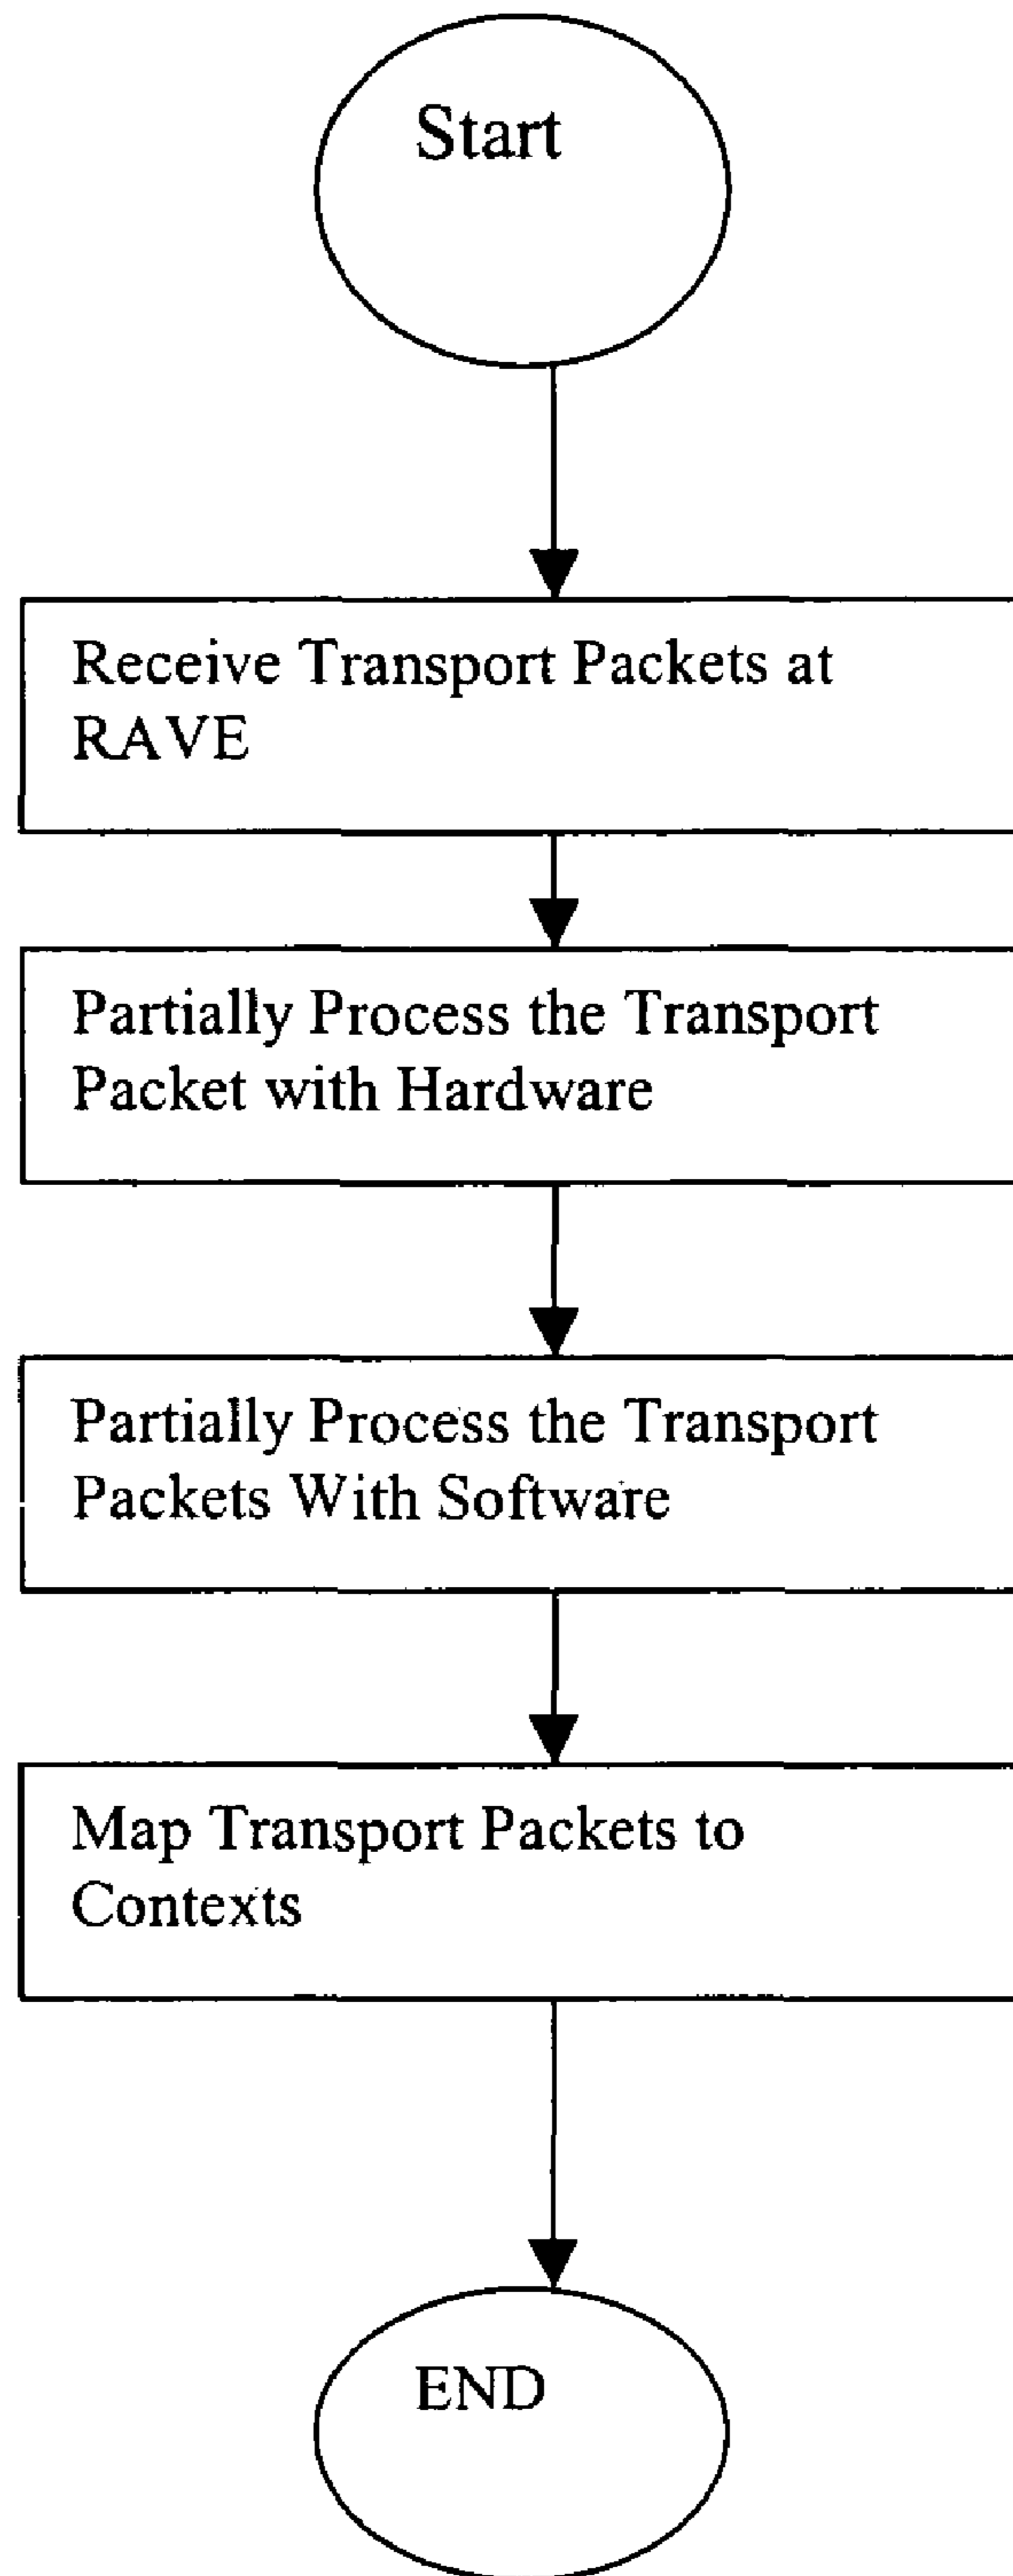 Start
Receive Transport Packets at
RAVE
Partially Process the Transport
Packet with Hardware
Partially Process the Transport
Packets With Software
Map Transport Packets to
Contexts
END